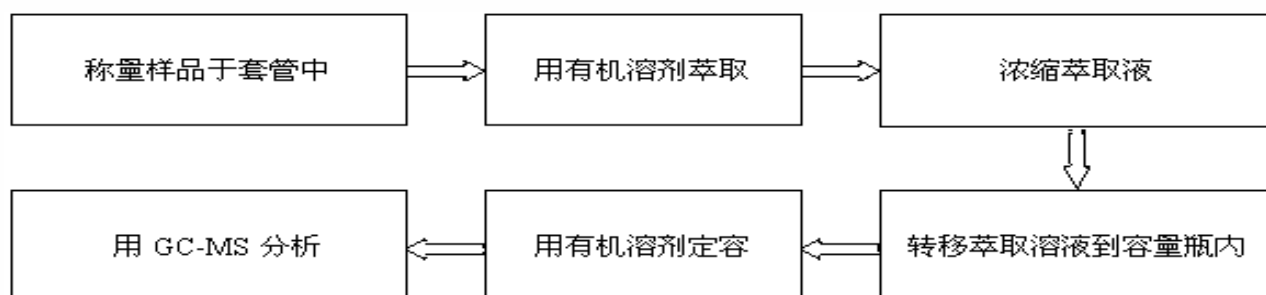 称量样品于套管中
用有机溶剂萃取
浓缩萃取液
转移萃取溶液到容量瓶内
用有机溶剂定容
用 GC-MS 分析